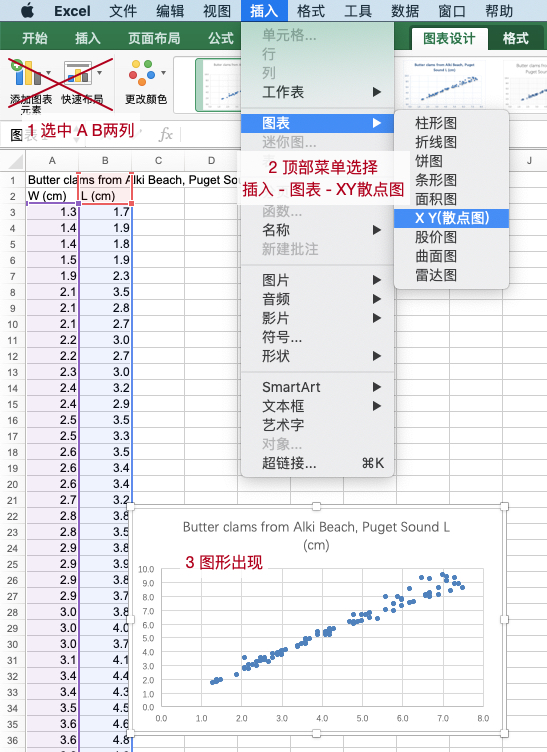 Excel 文件 编辑 视图 插入 格式 工具 数据 窗口 帮助
开始 插入 页面布局 公式 图表设计 格式
添加图表元素 快速布局 更改颜色
1 选中 A B两列
fx
单元格...
行
列
工作表
图表
迷你图...
2 顶部菜单选择
插入 - 图表 - XY散点图
函数...
名称
新建批注
图片
音频
影片
符号...
形状
SmartArt
文本框
艺术字
对象...
超链接... ⌘K
柱形图
折线图
饼图
条形图
面积图
X Y(散点图)
股价图
曲面图
雷达图
A B C D J
1 Butter clams from Alki Beach, Puget So
2 W (cm) L (cm)
3 1.3 1.7
4 1.4 1.9
5 1.4 1.8
6 1.5 1.9
7 1.9 2.3
8 2.1 3.5
9 2.1 2.8
10 2.1 2.7
11 2.2 3.0
12 2.2 2.7
13 2.3 3.0
14 2.4 3.2
15 2.4 2.9
16 2.5 3.5
17 2.5 3.3
18 2.6 3.5
19 2.6 3.4
20 2.6 3.4
21 2.7 3.2
22 2.8 3.8
23 2.8 3.5
24 2.9 3.8
25 2.9 3.9
26 2.9 3.8
27 2.9 3.7
28 3.0 3.8
29 3.0 4.0
30 3.0 3.7
31 3.1 4.1
32 3.4 4.4
33 3.4 4.3
34 3.5 4.5
35 3.6 4.6
36 3.6 4.8
Butter clams from Alki Beach, Puget Sound L
(cm)
3 图形出现
10.0
9.0
8.0
7.0
6.0
5.0
4.0
3.0
2.0
1.0
0.0
0.0 1.0 2.0 3.0 4.0 5.0 6.0 7.0 8.0